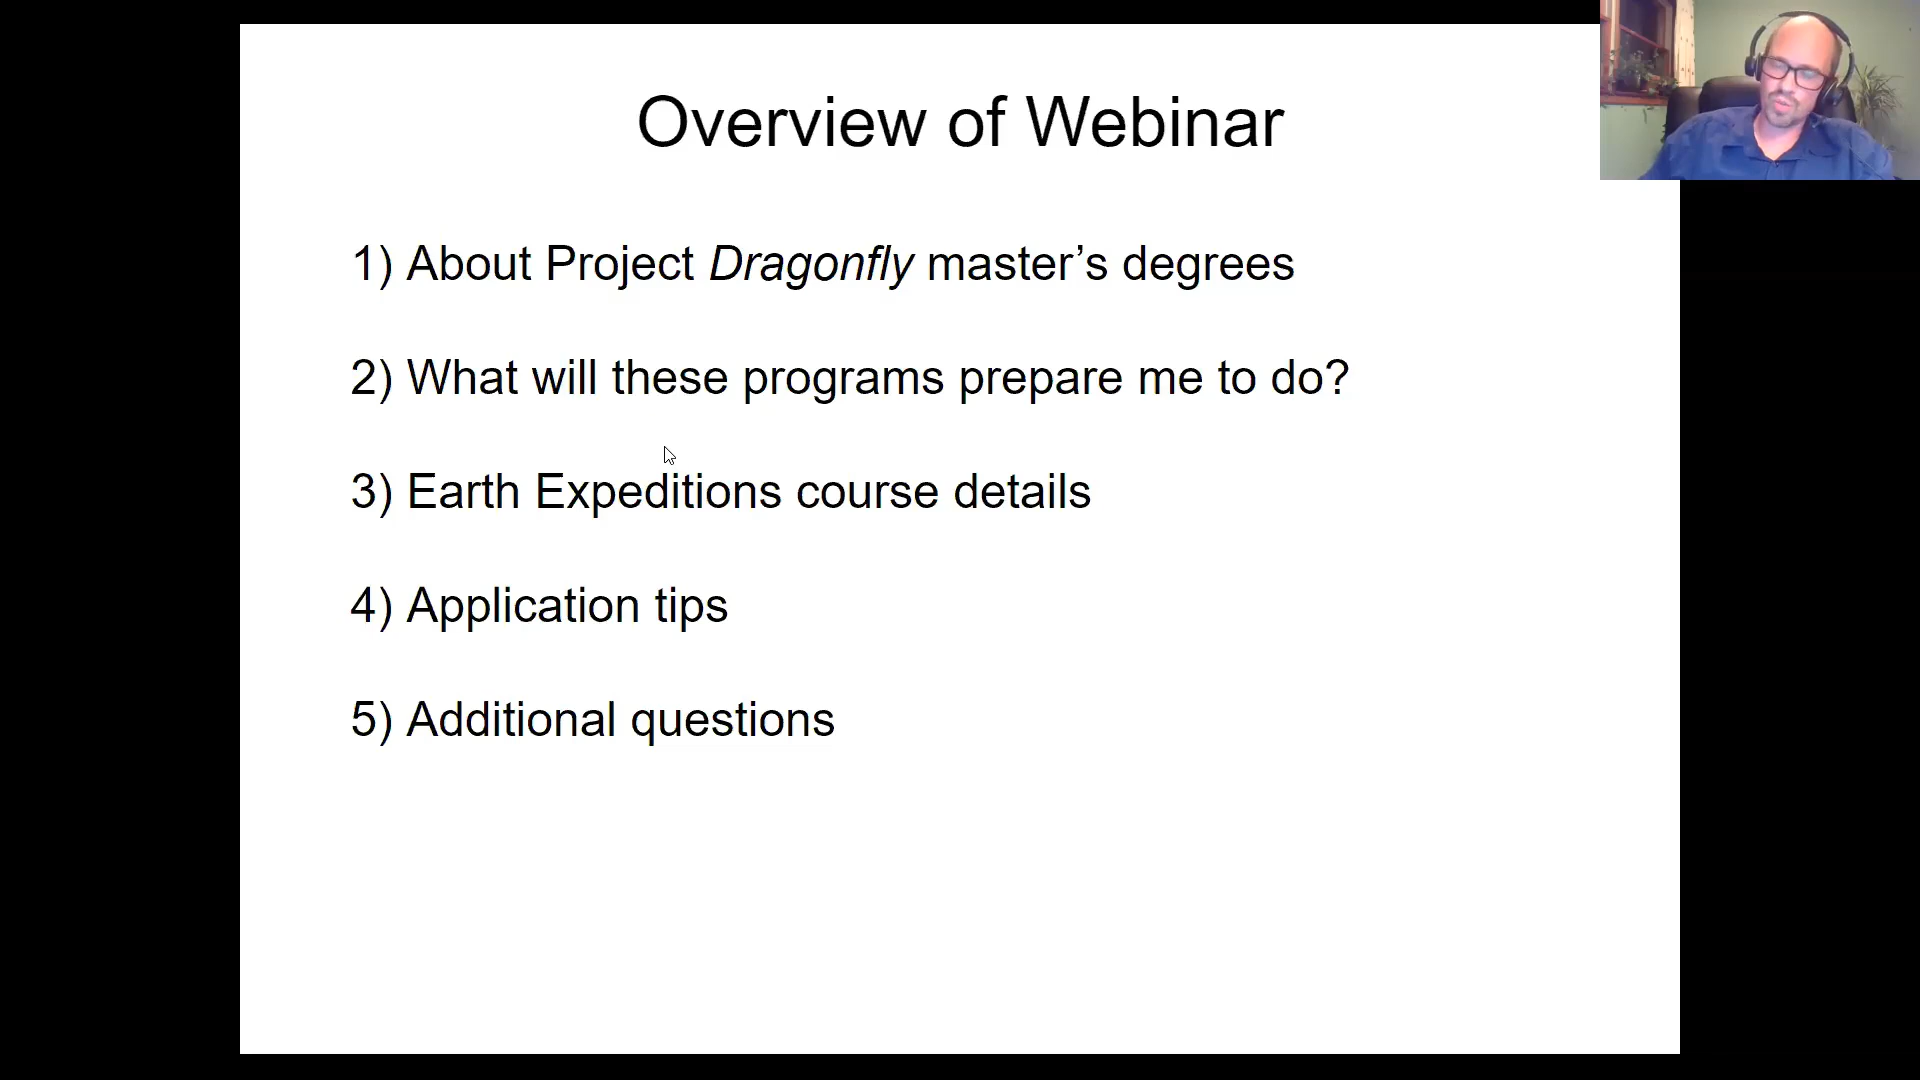 Overview of Webinar
1) About Project Dragonfly master’s degrees
2) What will these programs prepare me to do?
3) Earth Expeditions course details
4) Application tips
5) Additional questions